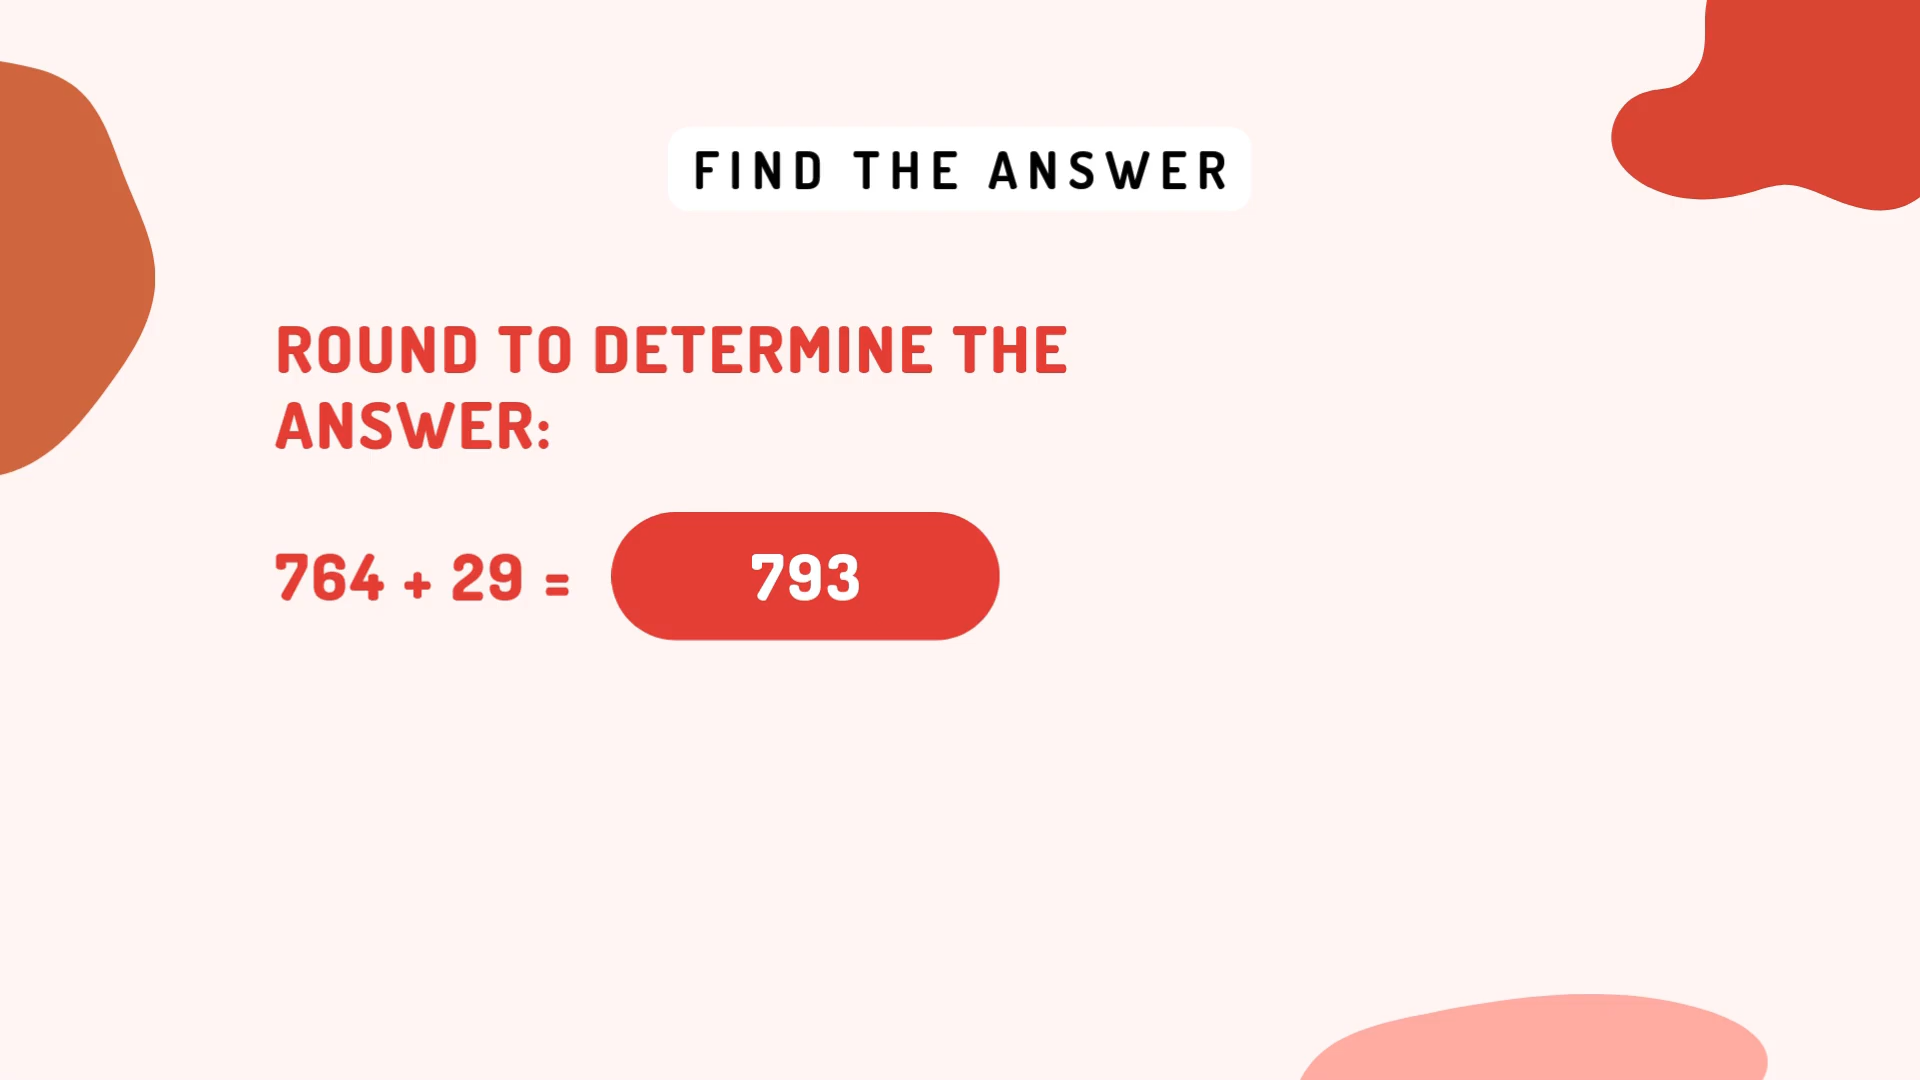 FIND THE ANSWER
ROUND TO DETERMINE THE
ANSWER:
764 + 29 = 793